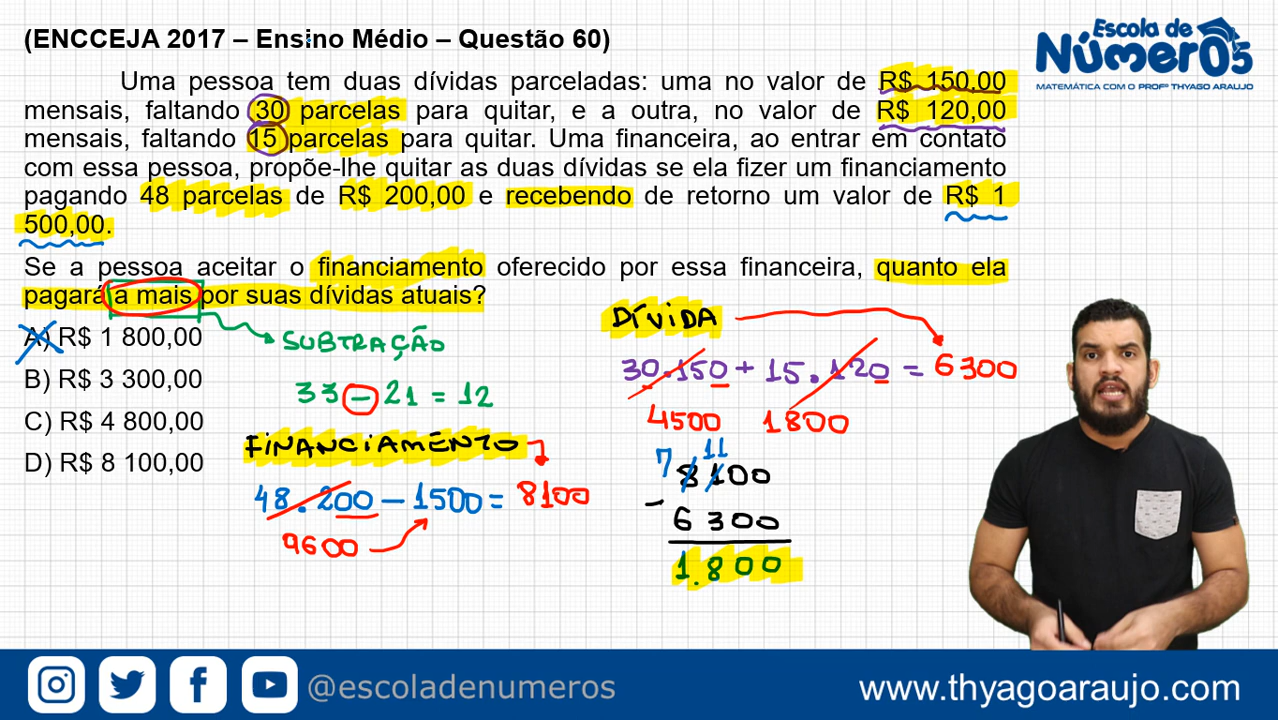 (ENCCEJA 2017 – Ensino Médio – Questão 60)
Escola de
Números
MATEMÁTICA COM O PROFº THYAGO ARAUJO
Uma pessoa tem duas dívidas parceladas: uma no valor de R$ 150,00
mensais, faltando 30 parcelas para quitar, e a outra, no valor de R$ 120,00
mensais, faltando 15 parcelas para quitar. Uma financeira, ao entrar em contato
com essa pessoa, propõe-lhe quitar as duas dívidas se ela fizer um financiamento
pagando 48 parcelas de R$ 200,00 e recebendo de retorno um valor de R$ 1
500,00.
Se a pessoa aceitar o financiamento oferecido por essa financeira, quanto ela
pagará a mais por suas dívidas atuais?
A) R$ 1 800,00
B) R$ 3 300,00
C) R$ 4 800,00
D) R$ 8 100,00
SUBTRAÇÃO
33 - 21 = 12
FINANCIAMENTO
48.200 - 1500 = 8100
9600
DÍVIDA
30.150 + 15.120 = 6300
4500 1800
7 11
8100
- 6300
1.800
@escoladenumeros
www.thyagoaraujo.com